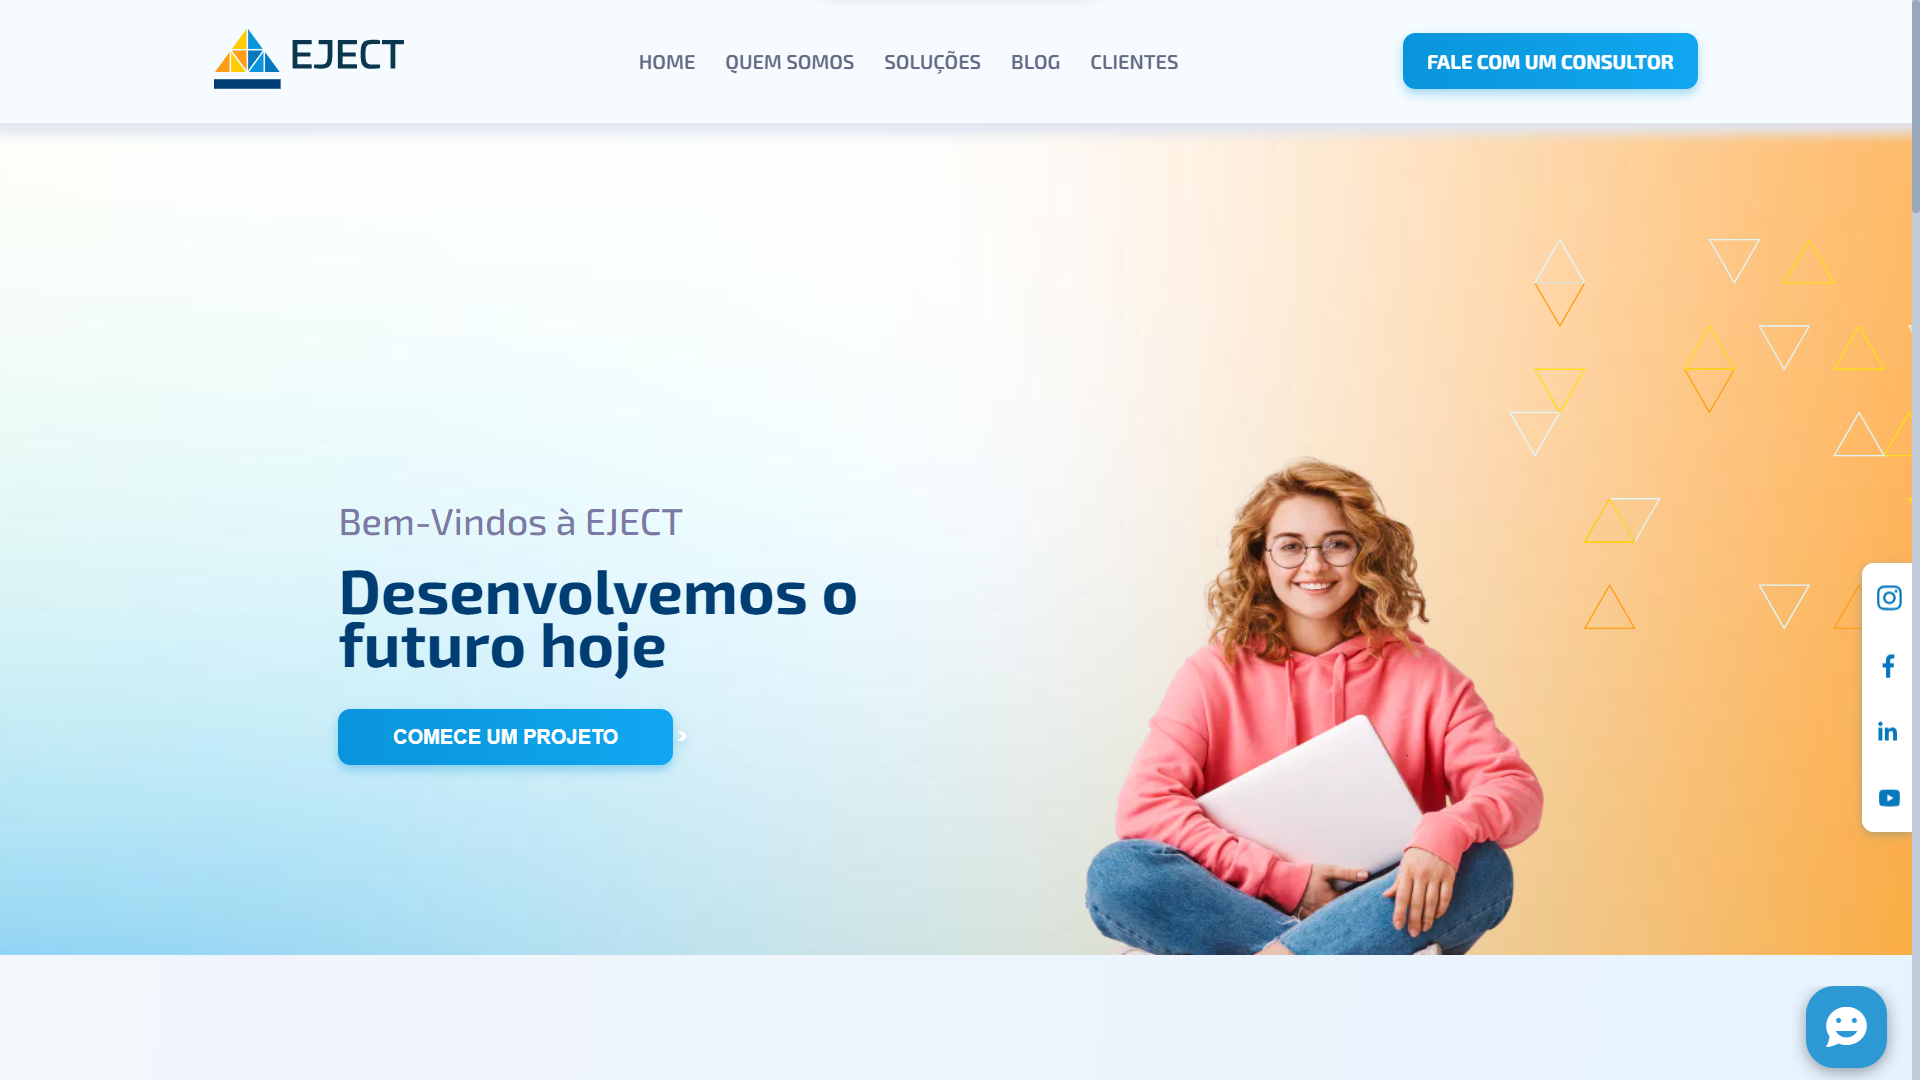 EJECT
HOME
QUEM SOMOS
SOLUÇÕES
BLOG
CLIENTES
FALE COM UM CONSULTOR
Bem-Vindos à EJECT
Desenvolvemos o
futuro hoje
COMECE UM PROJETO